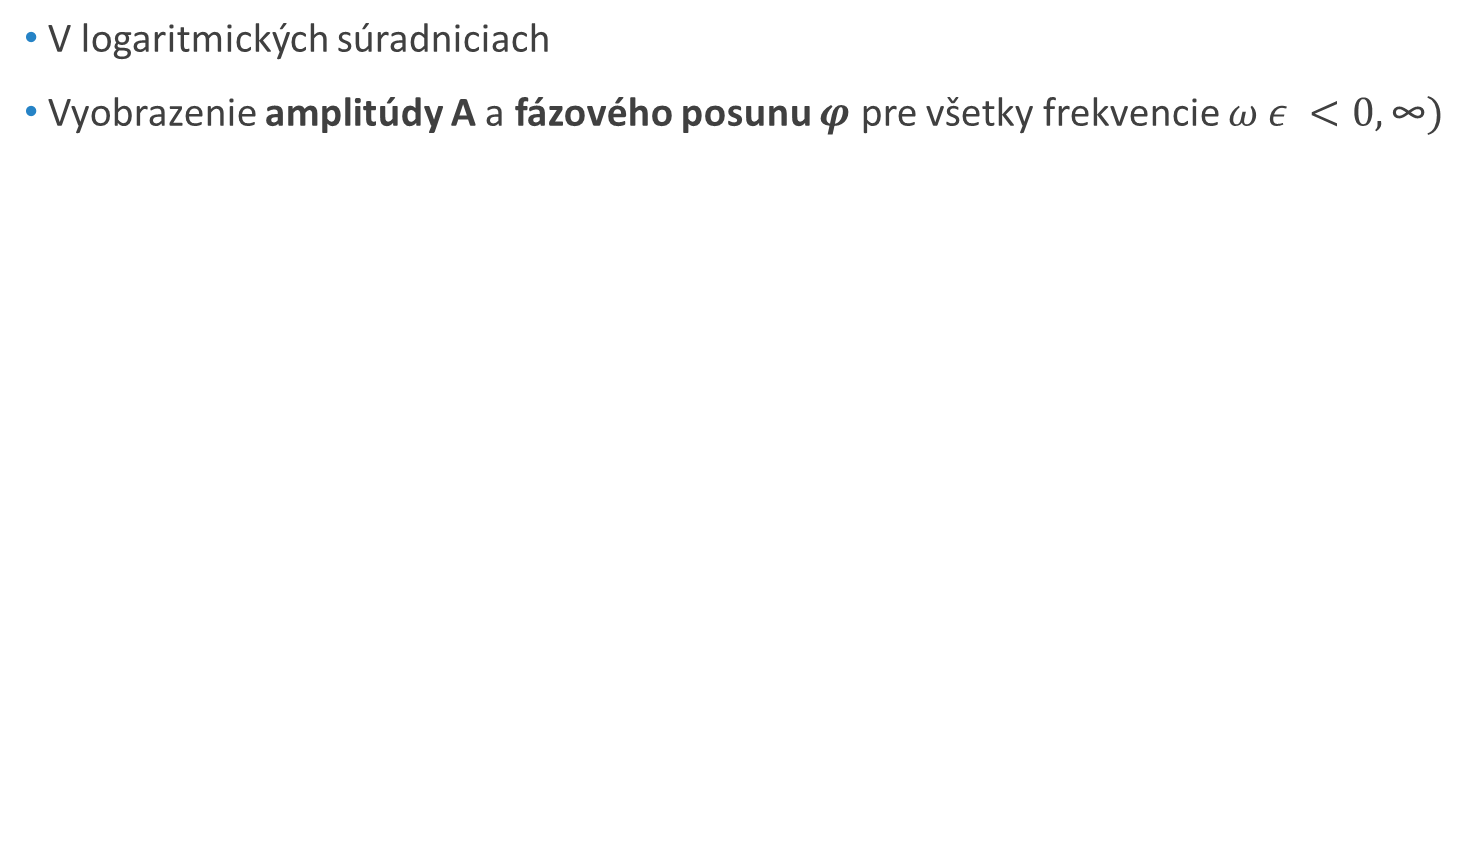 • V logaritmických súradniciach
• Vyobrazenie amplitúdy A a fázového posunu φ pre všetky frekvencie ω ϵ < 0, ∞)